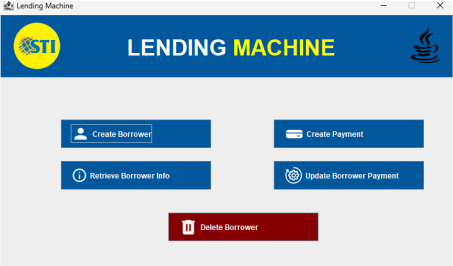 Lending Machine
STI
LENDING MACHINE
Create Borrower
Create Payment
Retrieve Borrower Info
Update Borrower Payment
Delete Borrower